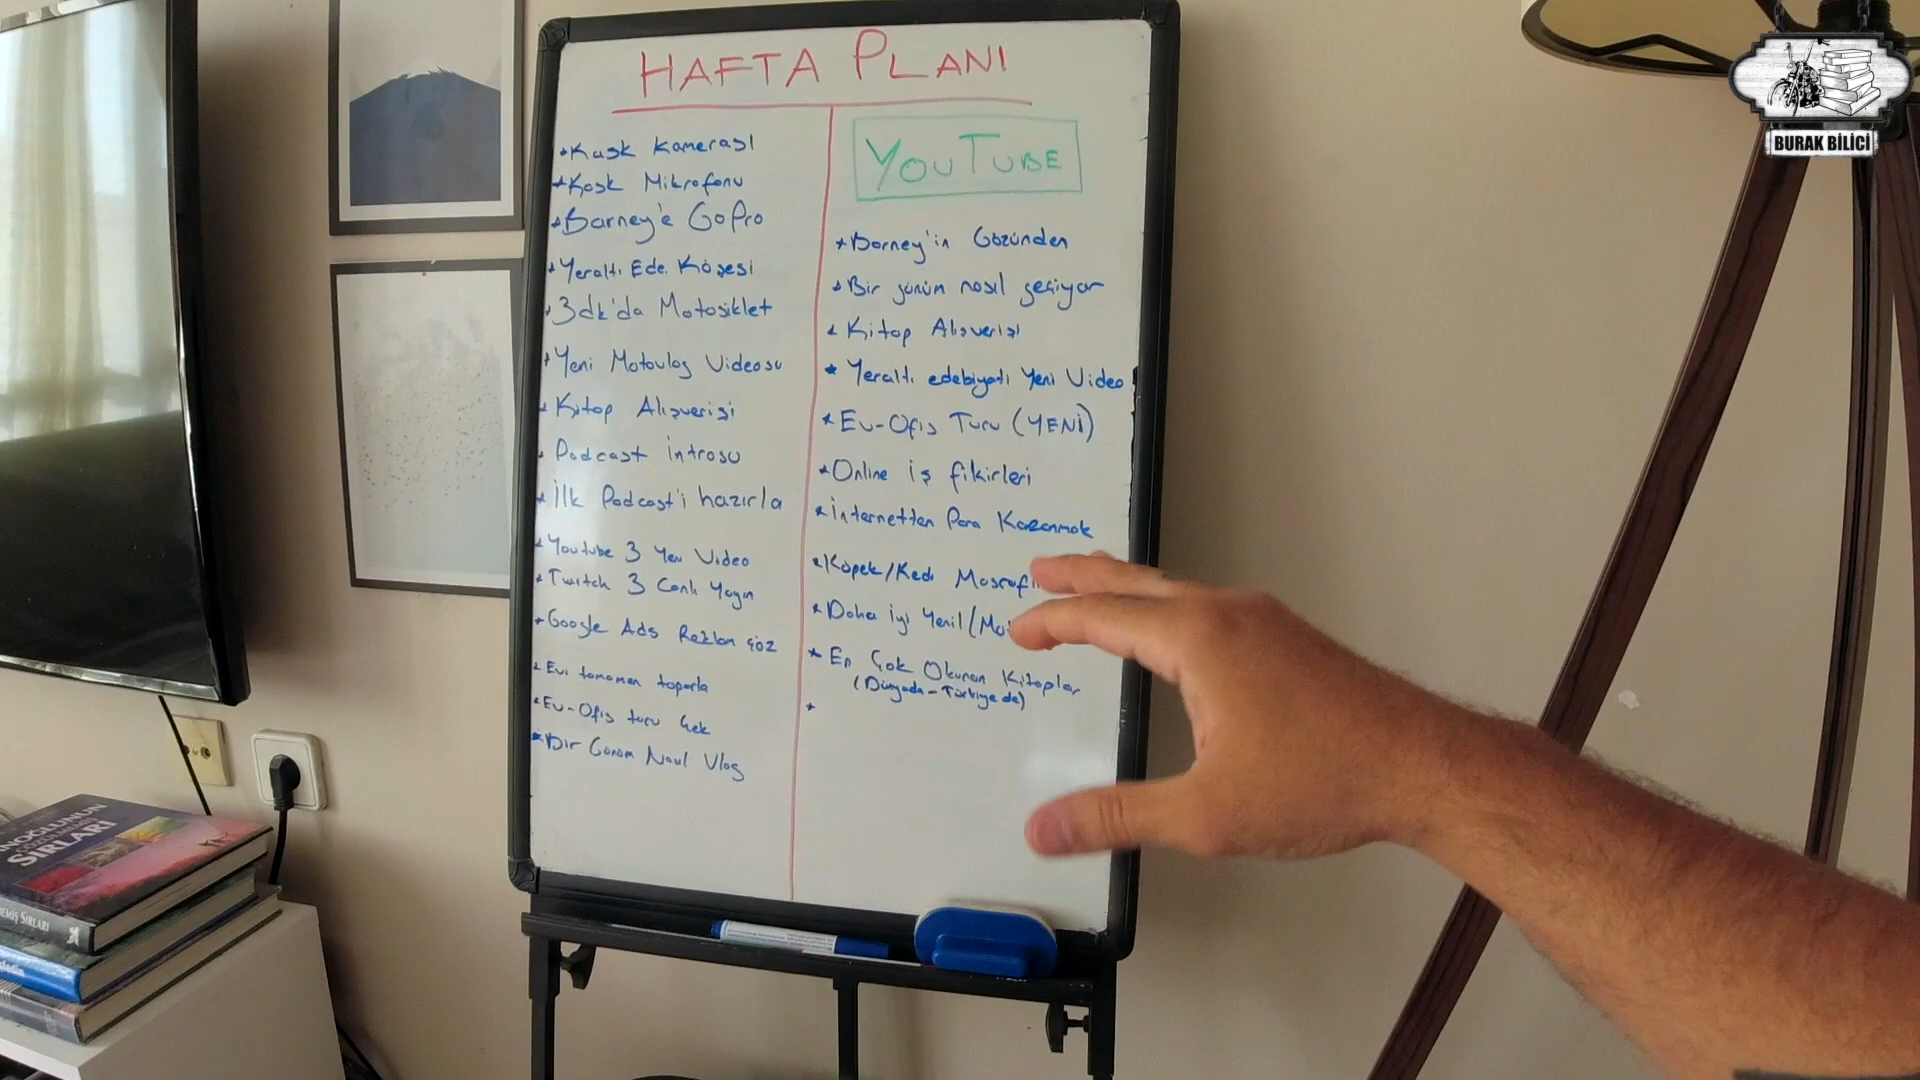 HAFTA PLANI
*Kask kamerası
*Kask Mikrofonu
*Barney'e GoPro
*Yeraltı Ede. Köşesi
*3dk'da Motosiklet
*Yeni Motovlog Videosu
*Kitap Alışverişi
*Podcast introsu
*İlk Podcast'i hazırla
*Youtube 3 Yeni Video
*Twitch 3 Canlı Yayın
*Google Ads Reklam çöz
*Evi tamamen toparla
*Ev-Ofis turu çek
*Bir Günüm Nasıl Vlog
YOUTUBE
*Barney'in Gözünden
*Bir günüm nasıl geçiyor
*Kitap Alışverişi
*Yeraltı edebiyatı Yeni Video
*Ev-Ofis Turu (YENİ)
*Online iş fikirleri
*İnternetten Para Kazanmak
*Köpek/Kedi
*Daha iyi
*En Çok Okunan Kitaplar
(Dünyada-Türkiye'de)
*
BURAK BİLİCİ
SIRLARI